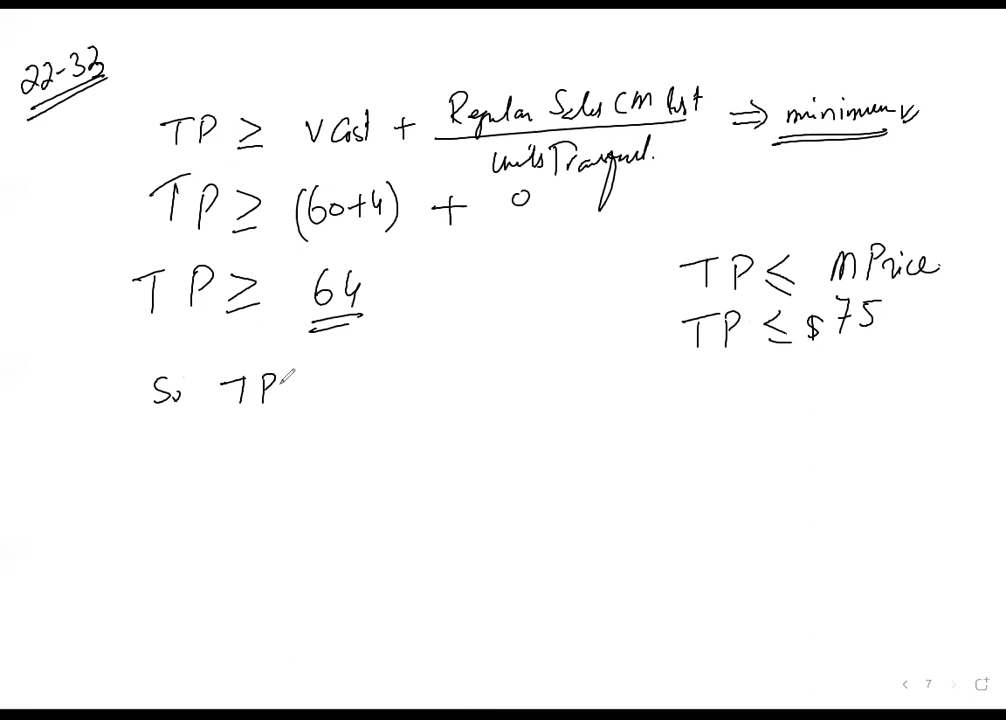 22-33
TP ≥ V Cost + Regular Sales CM lost ⇒ minimum
Units
TP ≥ (60+4) + 0
TP ≥ 64
TP ≤ M Price
TP ≤ $75
So TP
7